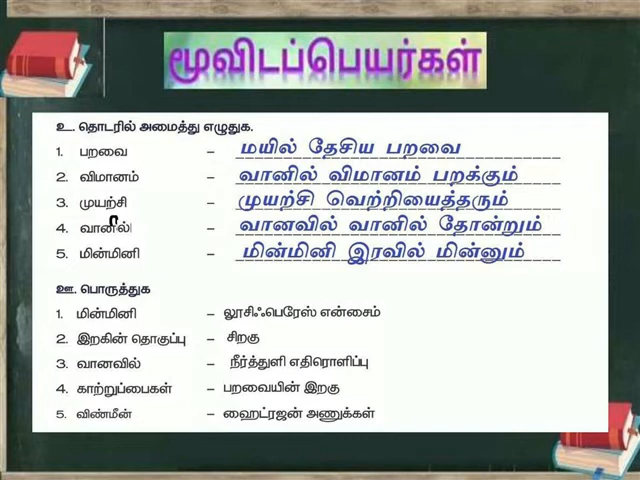 மூவிடப்பெயர்கள்
உ. தொடரில் அமைத்து எழுதுக.
1. பறவை – மயில் தேசிய பறவை
2. விமானம் – வானில் விமானம் பறக்கும்
3. முயற்சி – முயற்சி வெற்றியைத்தரும்
4. – வானவில் வானில் தோன்றும்
5. மின்மினி – மின்மினி இரவில் மின்னும்
ஊ. பொருத்துக
1. மின்மினி – லூசிஃபெரேஸ் என்சைம்
2. இறகின் தொகுப்பு – சிறகு
3. வானவில் – நீர்த்துளி எதிரொளிப்பு
4. காற்றுப்பைகள் – பறவையின் இறகு
5. விண்மீன் – ஹைட்ரஜன் அணுக்கள்